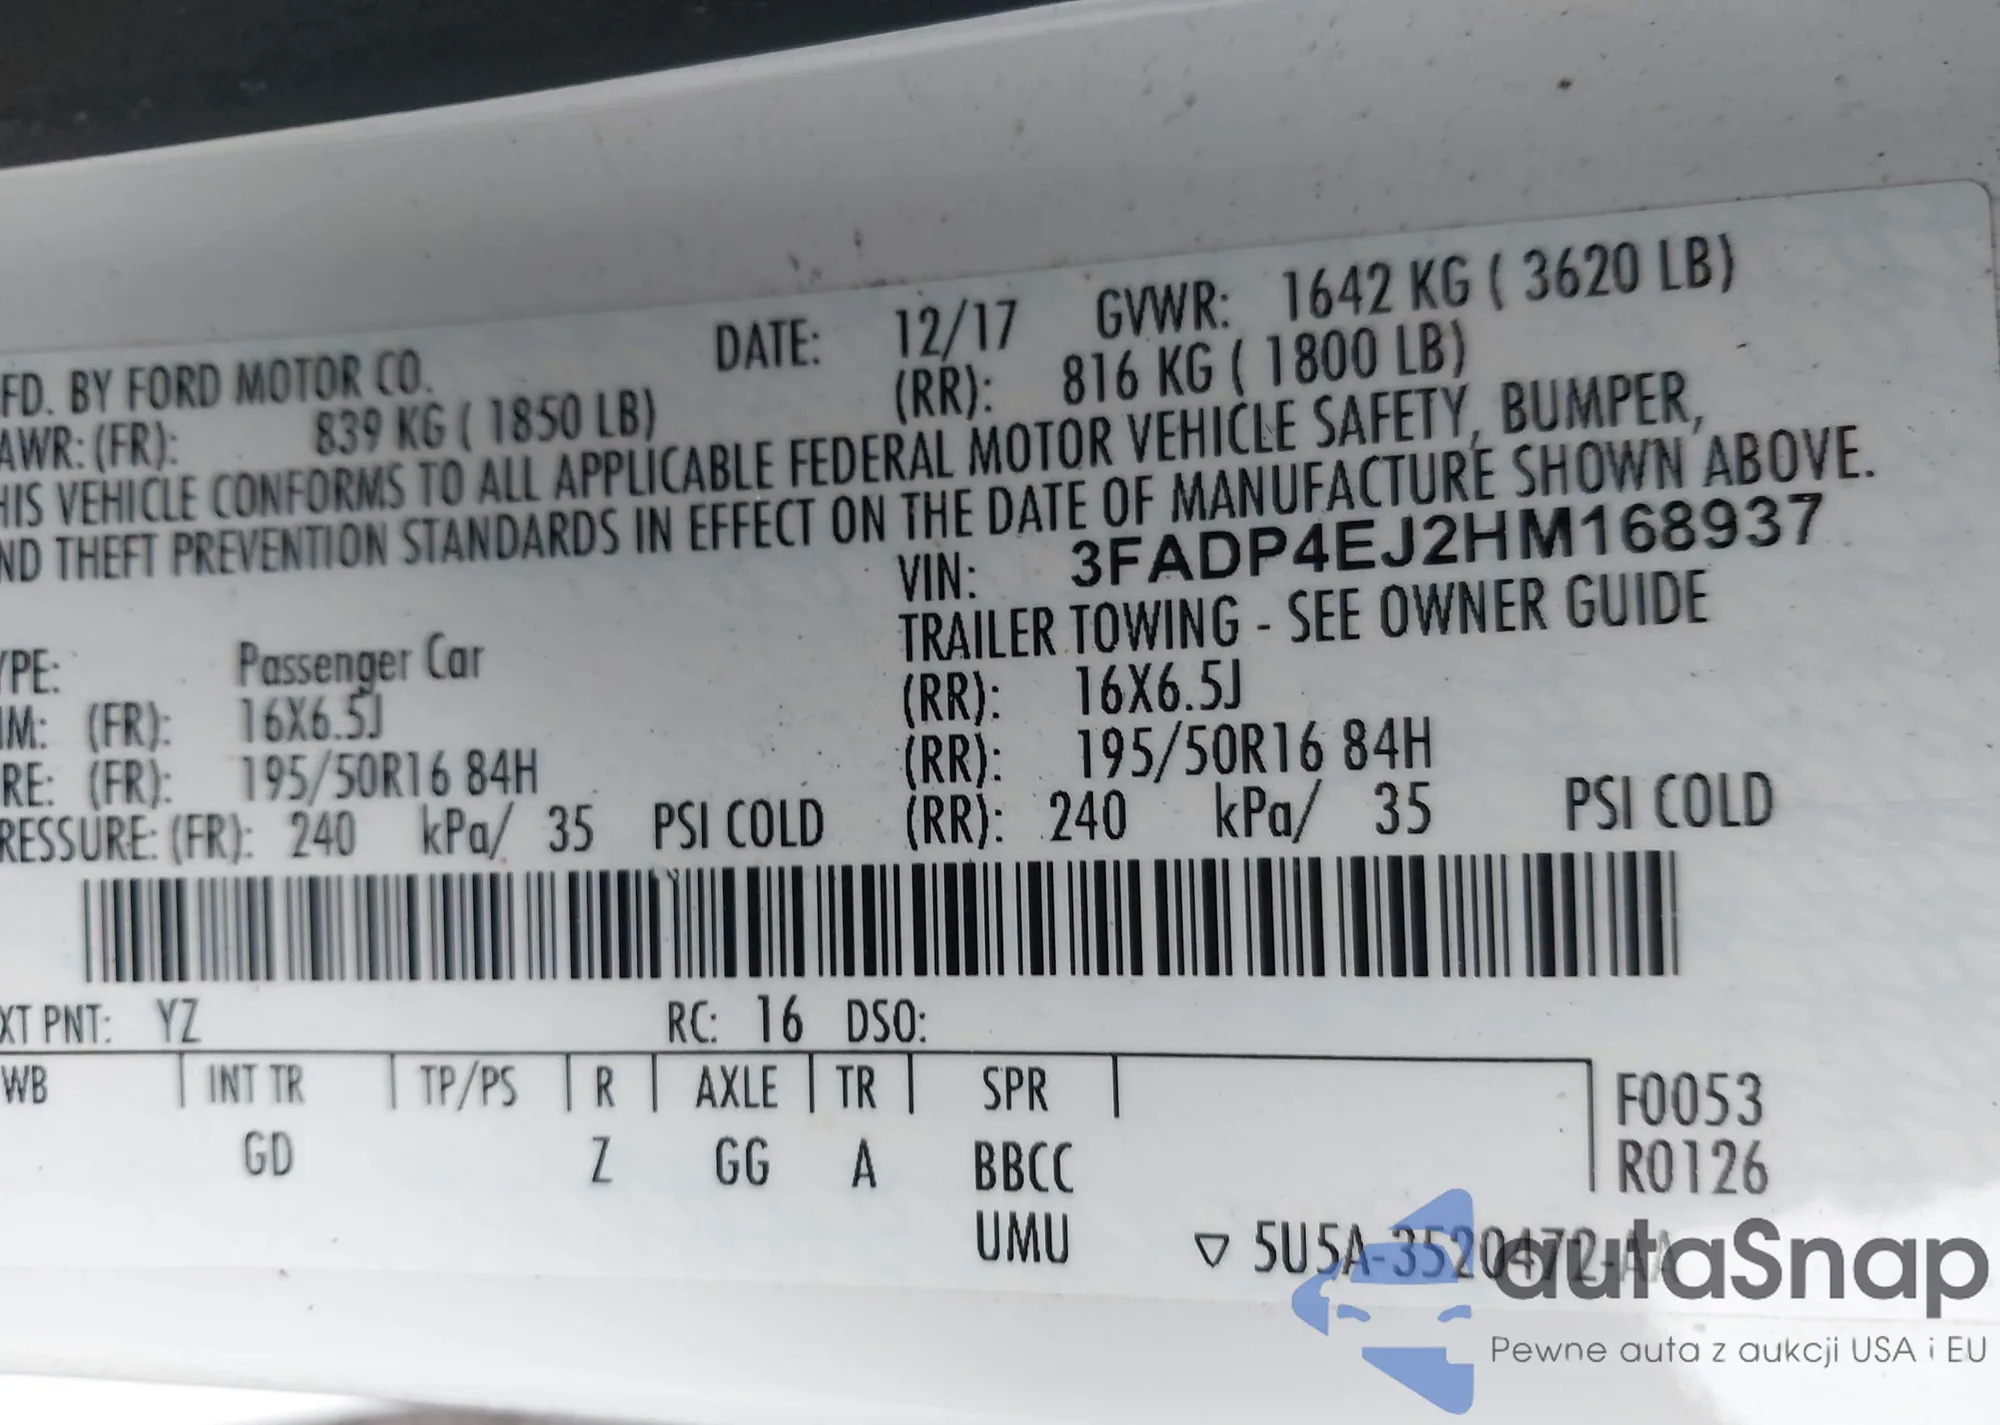 FD. BY FORD MOTOR CO. DATE: 12/17 GVWR: 1642 KG ( 3620 LB)
AWR: (FR): 839 KG ( 1850 LB) (RR): 816 KG ( 1800 LB)
HIS VEHICLE CONFORMS TO ALL APPLICABLE FEDERAL MOTOR VEHICLE SAFETY, BUMPER,
ND THEFT PREVENTION STANDARDS IN EFFECT ON THE DATE OF MANUFACTURE SHOWN ABOVE.
VIN: 3FADP4EJ2HM168937
YPE: Passenger Car TRAILER TOWING - SEE OWNER GUIDE
IM: (FR): 16X6.5J (RR): 16X6.5J
RE: (FR): 195/50R16 84H (RR): 195/50R16 84H
RESSURE: (FR): 240 kPa/ 35 PSI COLD (RR): 240 kPa/ 35 PSI COLD
XT PNT: YZ RC: 16 DSO:
WB INT TR TP/PS R AXLE TR SPR F0053
GD Z GG A BBCC R0126
UMU ▽ 5U5A-3520472-AA
autaSnap
Pewne auta z aukcji USA i EU